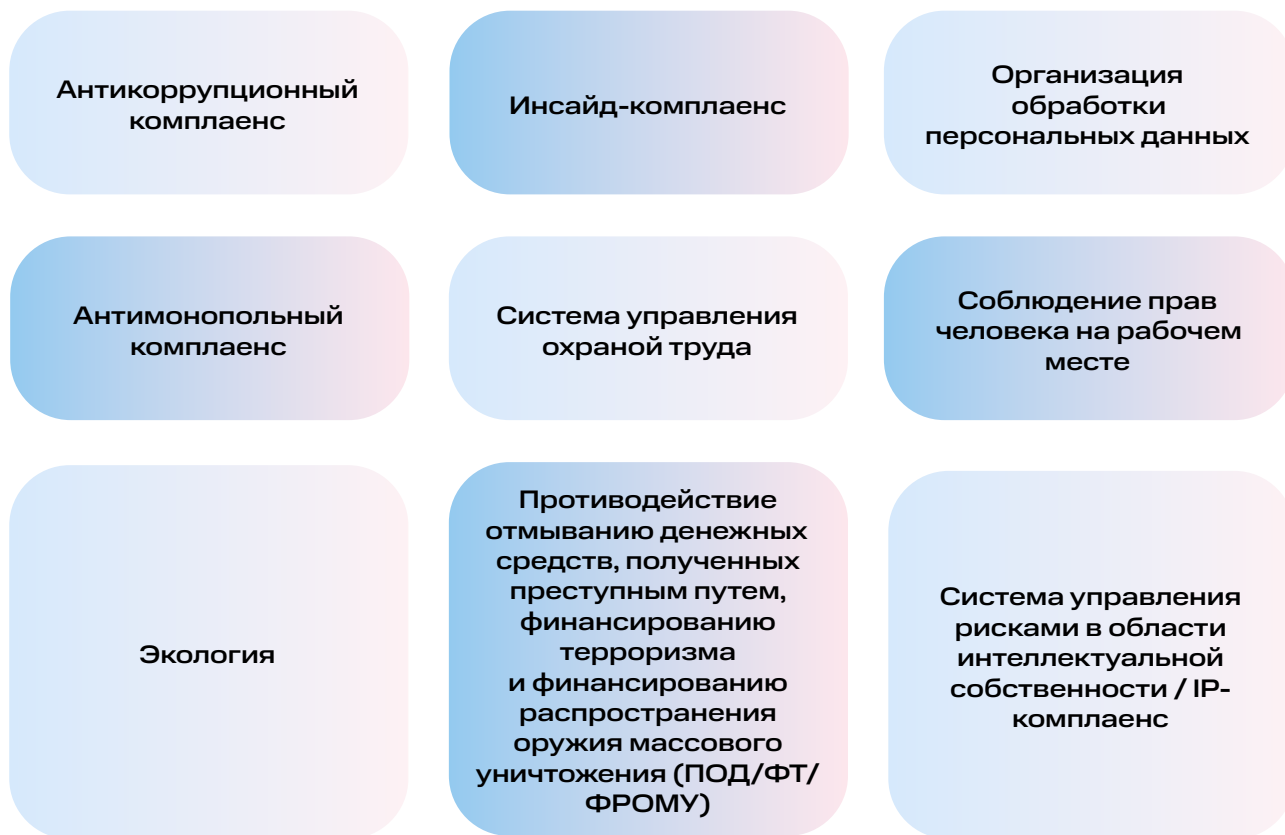 Антикоррупционный
комплаенс
Инсайд-комплаенс
Организация
обработки
персональных данных
Антимонопольный
комплаенс
Система управления
охраной труда
Соблюдение прав
человека на рабочем
месте
Экология
Противодействие
отмыванию денежных
средств, полученных
преступным путем,
финансированию
терроризма
и финансированию
распространения
оружия массового
уничтожения (ПОД/ФТ/
ФРОМУ)
Система управления
рисками в области
интеллектуальной
собственности / IP-
комплаенс